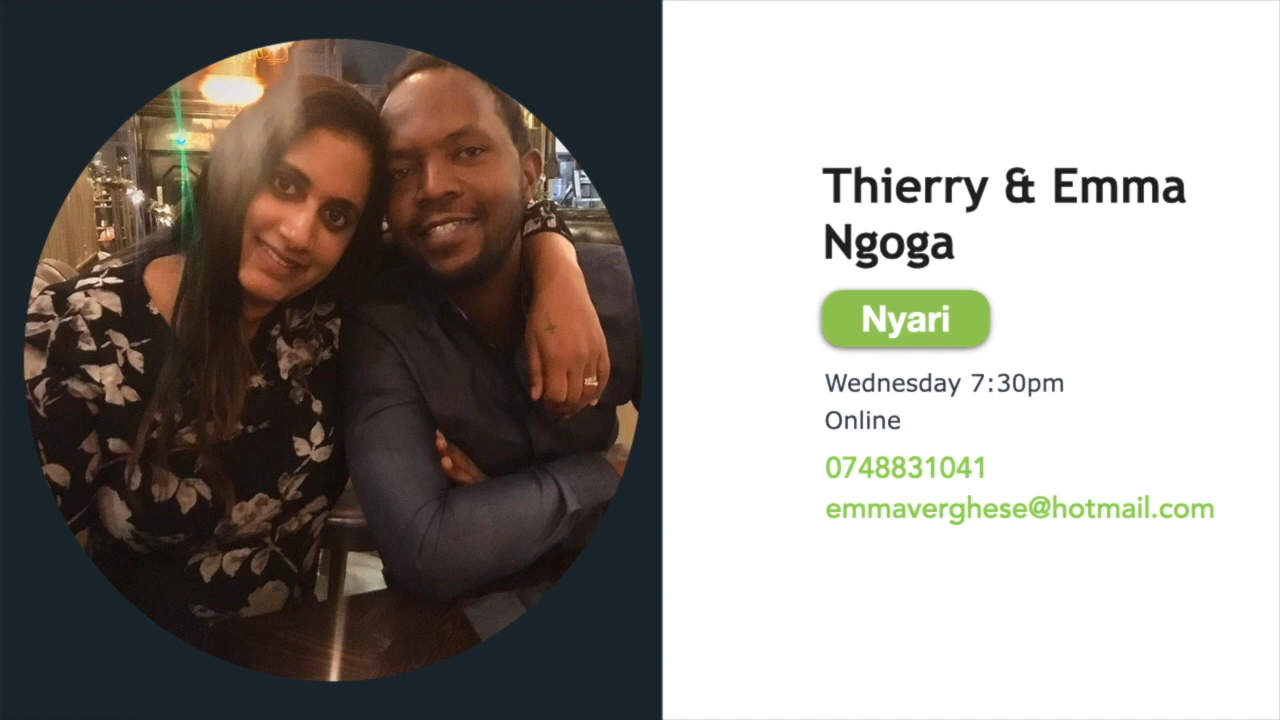 Thierry & Emma
Ngoga
Nyari
Wednesday 7:30pm
Online
0748831041
emmaverghese@hotmail.com